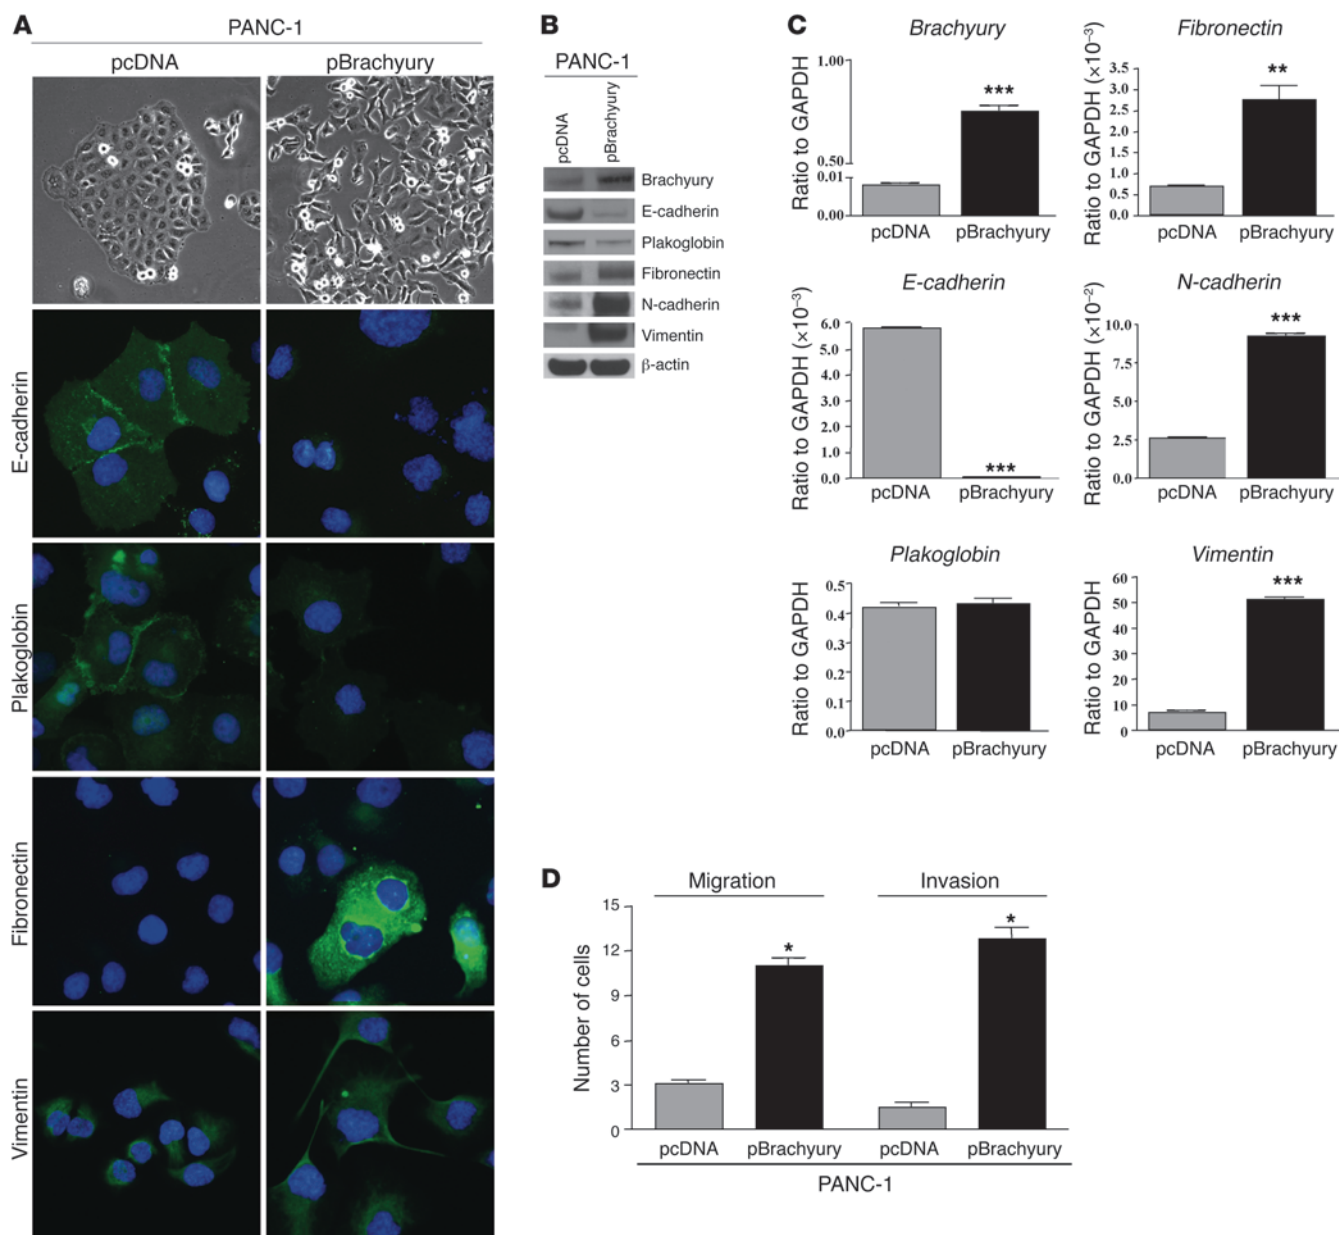 A
PANC-1
pcDNA
pBrachyury
E-cadherin
Plakoglobin
Fibronectin
Vimentin
B
PANC-1
pcDNA
pBrachyury
Brachyury
E-cadherin
Plakoglobin
Fibronectin
N-cadherin
Vimentin
β-actin
C
Brachyury
Ratio to GAPDH
1.00
0.50
0.01
0.00
***
pcDNA
pBrachyury
Fibronectin
Ratio to GAPDH (×10⁻³)
3.5
3.0
2.5
2.0
1.5
1.0
0.5
0.0
**
pcDNA
pBrachyury
E-cadherin
Ratio to GAPDH (×10⁻³)
6.0
5.0
4.0
3.0
2.0
1.0
0.0
***
pcDNA
pBrachyury
N-cadherin
Ratio to GAPDH (×10⁻²)
10.0
7.5
5.0
2.5
0.0
***
pcDNA
pBrachyury
Plakoglobin
Ratio to GAPDH
0.5
0.4
0.3
0.2
0.1
0.0
pcDNA
pBrachyury
Vimentin
Ratio to GAPDH
60
50
40
30
20
10
0
***
pcDNA
pBrachyury
D
Migration
Invasion
Number of cells
15
12
9
6
3
0
*
*
pcDNA
pBrachyury
pcDNA
pBrachyury
PANC-1